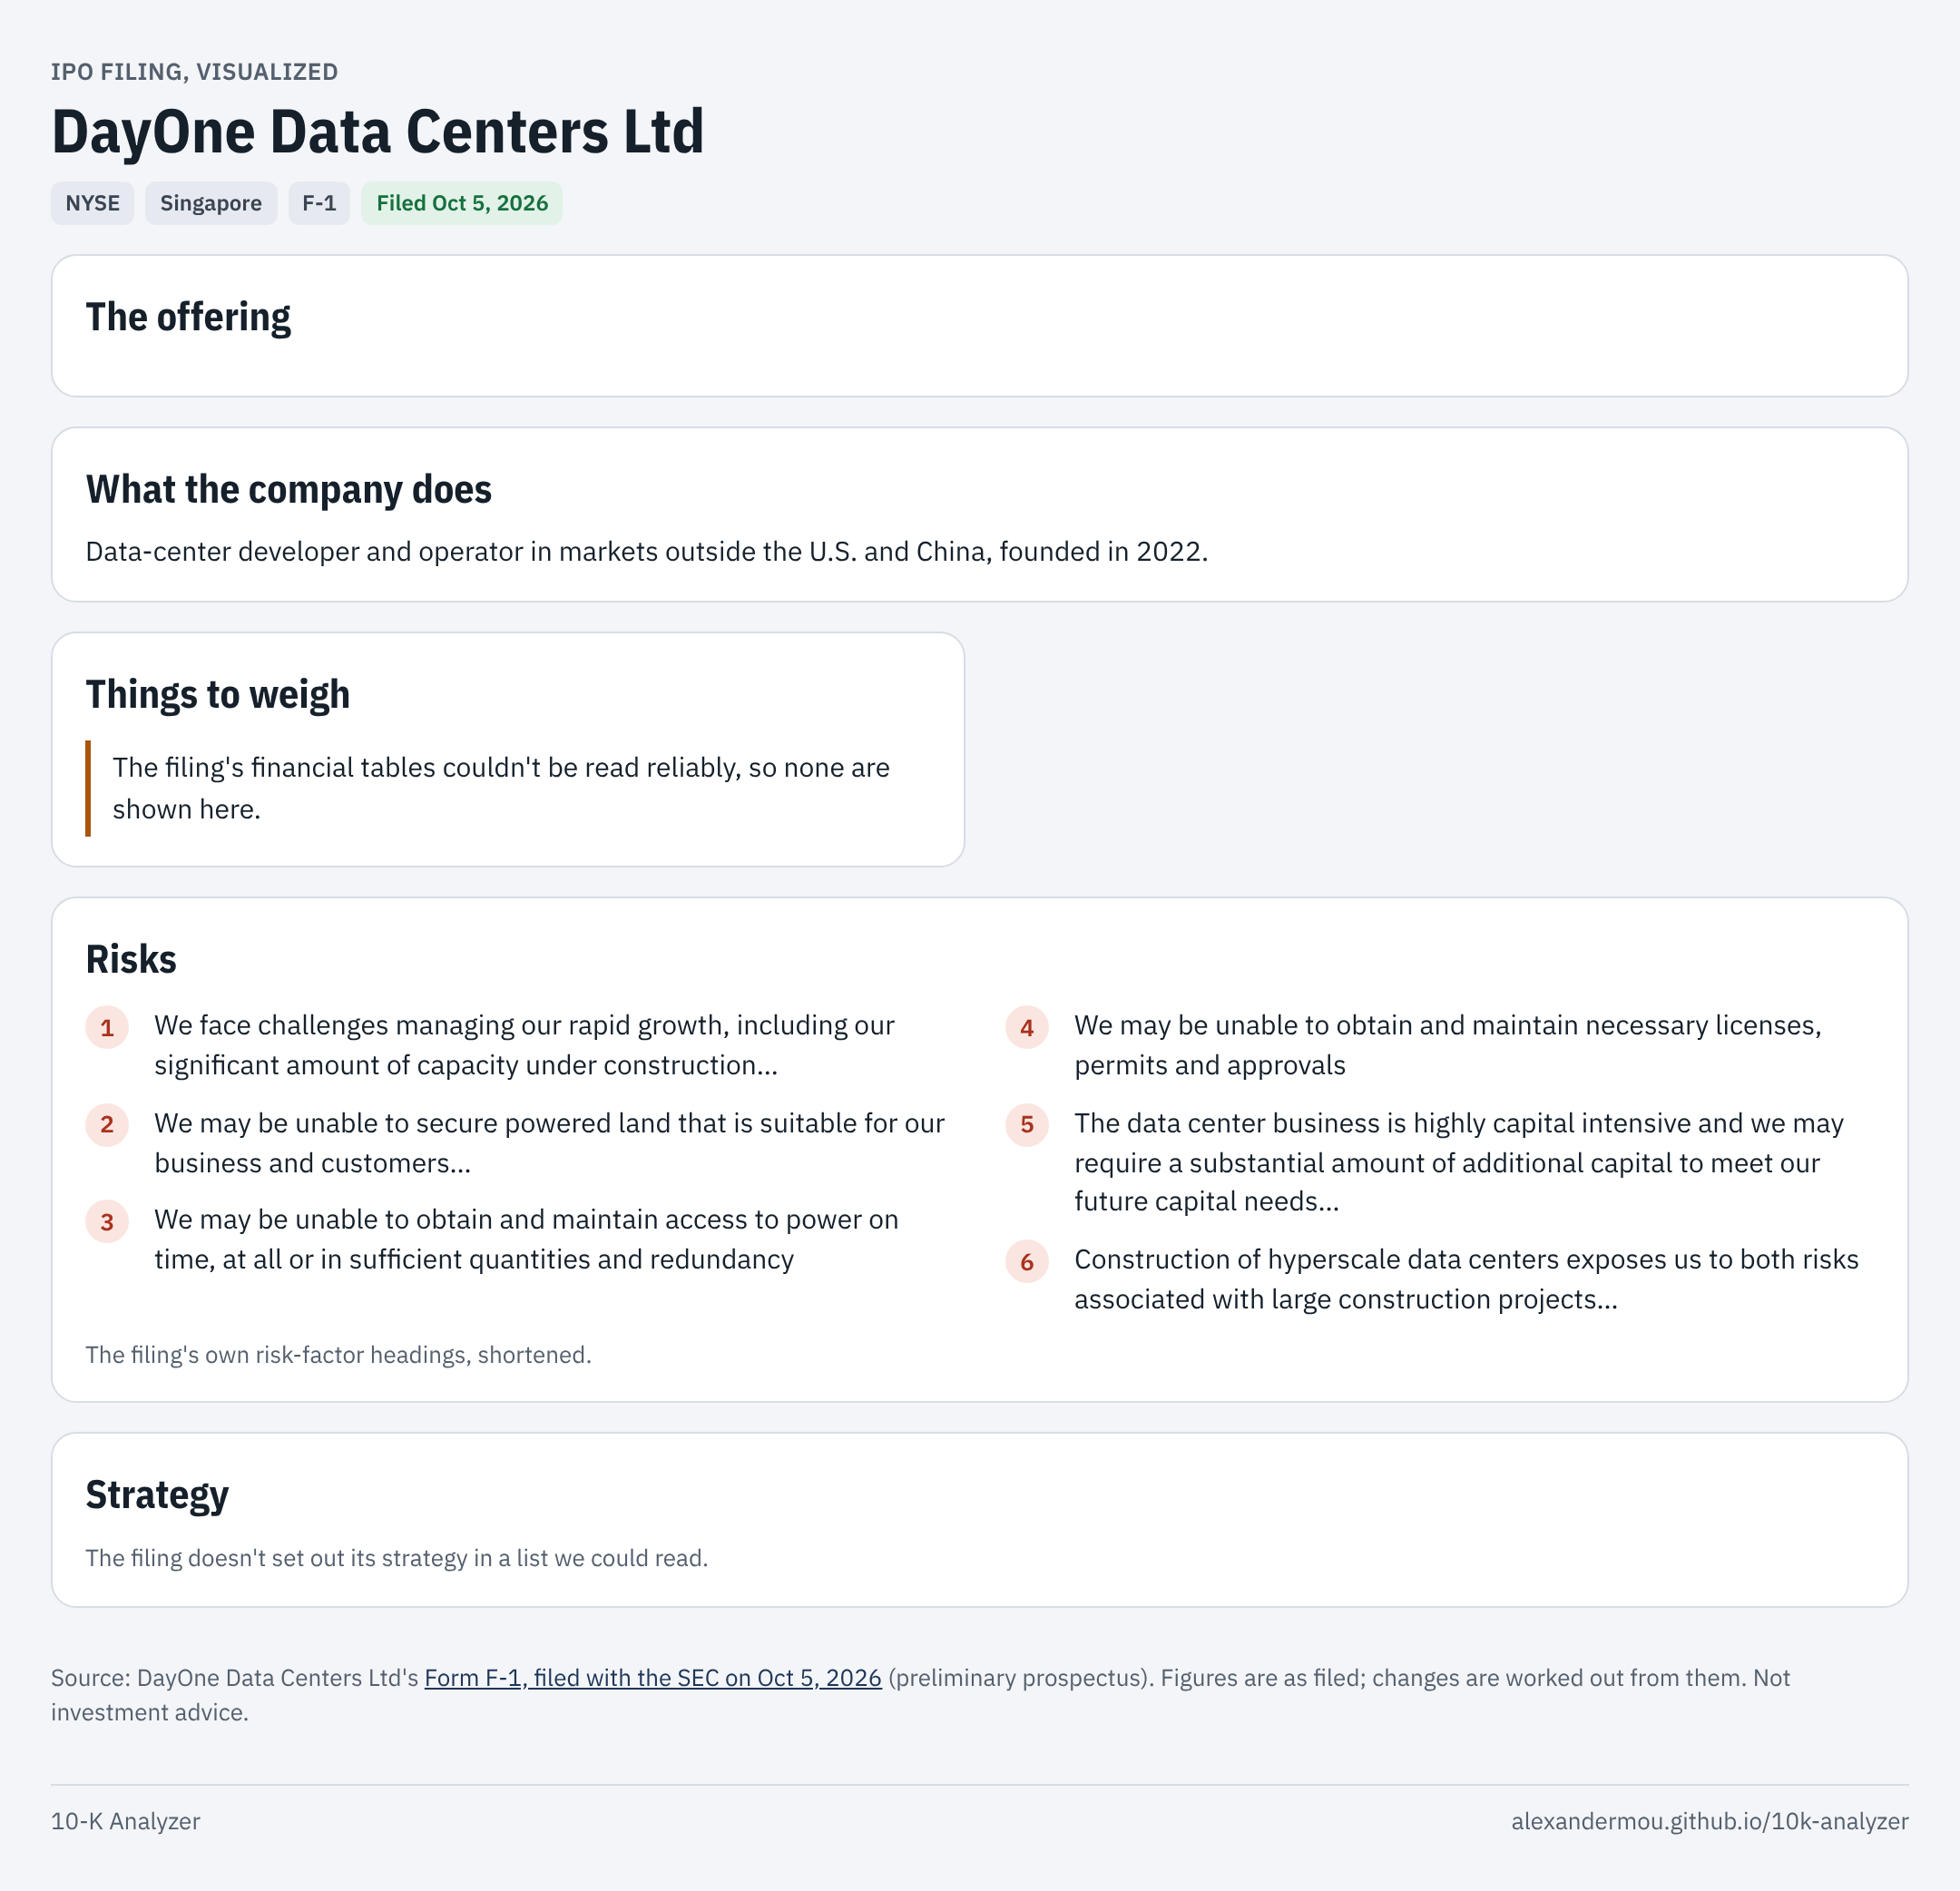 IPO FILING, VISUALIZED
DayOne Data Centers Ltd
NYSE Singapore F-1 Filed Oct 5, 2026
The offering
What the company does
Data-center developer and operator in markets outside the U.S. and China, founded in 2022.
Things to weigh
The filing's financial tables couldn't be read reliably, so none are
shown here.
Risks
1 We face challenges managing our rapid growth, including our
significant amount of capacity under construction...
2 We may be unable to secure powered land that is suitable for our
business and customers...
3 We may be unable to obtain and maintain access to power on
time, at all or in sufficient quantities and redundancy
4 We may be unable to obtain and maintain necessary licenses,
permits and approvals
5 The data center business is highly capital intensive and we may
require a substantial amount of additional capital to meet our
future capital needs...
6 Construction of hyperscale data centers exposes us to both risks
associated with large construction projects...
The filing's own risk-factor headings, shortened.
Strategy
The filing doesn't set out its strategy in a list we could read.
Source: DayOne Data Centers Ltd's Form F-1, filed with the SEC on Oct 5, 2026 (preliminary prospectus). Figures are as filed; changes are worked out from them. Not
investment advice.
10-K Analyzer
alexandermou.github.io/10k-analyzer